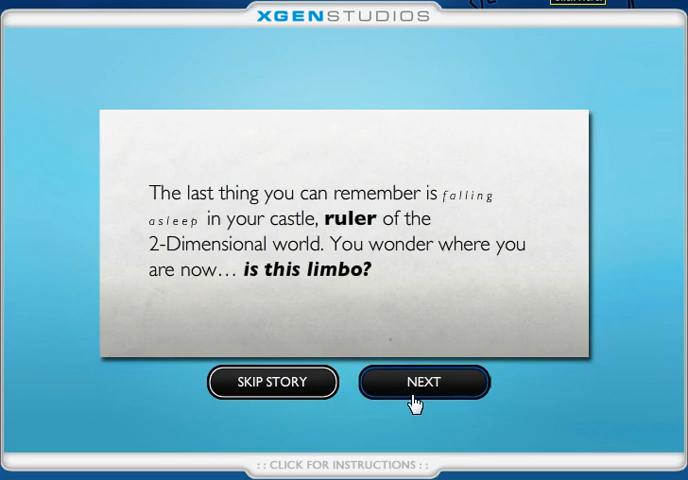 XGENSTUDIOS
The last thing you can remember is falling
asleep in your castle, ruler of the
2-Dimensional world. You wonder where you
are now... is this limbo?
SKIP STORY
NEXT
: : CLICK FOR INSTRUCTIONS : :